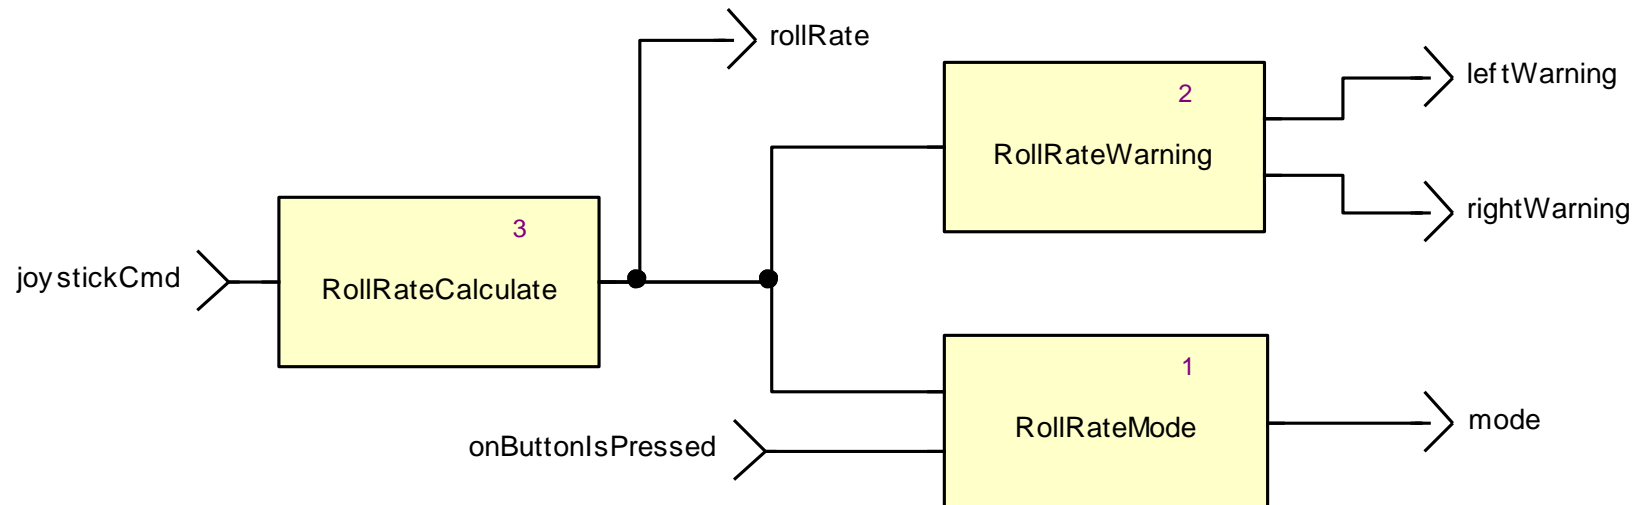 rollRate
leftWarning
2
RollRateWarning
rightWarning
3
joystickCmd
RollRateCalculate
1
RollRateMode
mode
onButtonIsPressed